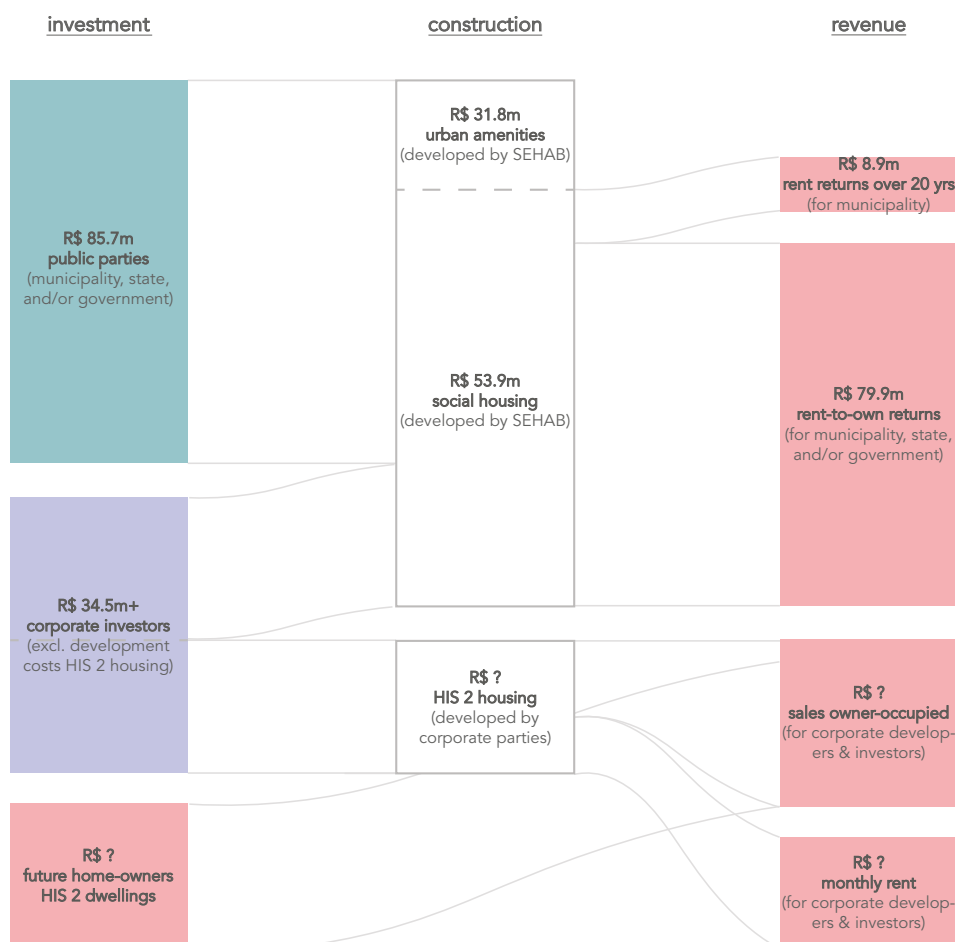 investment
construction
revenue
R$ 85.7m
public parties
(municipality, state,
and/or government)
R$ 34.5m+
corporate investors
(excl. development
costs HIS 2 housing)
R$ ?
future home-owners
HIS 2 dwellings
R$ 31.8m
urban amenities
(developed by SEHAB)
R$ 53.9m
social housing
(developed by SEHAB)
R$ ?
HIS 2 housing
(developed by
corporate parties)
R$ 8.9m
rent returns over 20 yrs
(for municipality)
R$ 79.9m
rent-to-own returns
(for municipality, state,
and/or government)
R$ ?
sales owner-occupied
(for corporate develop-
ers & investors)
R$ ?
monthly rent
(for corporate develop-
ers & investors)